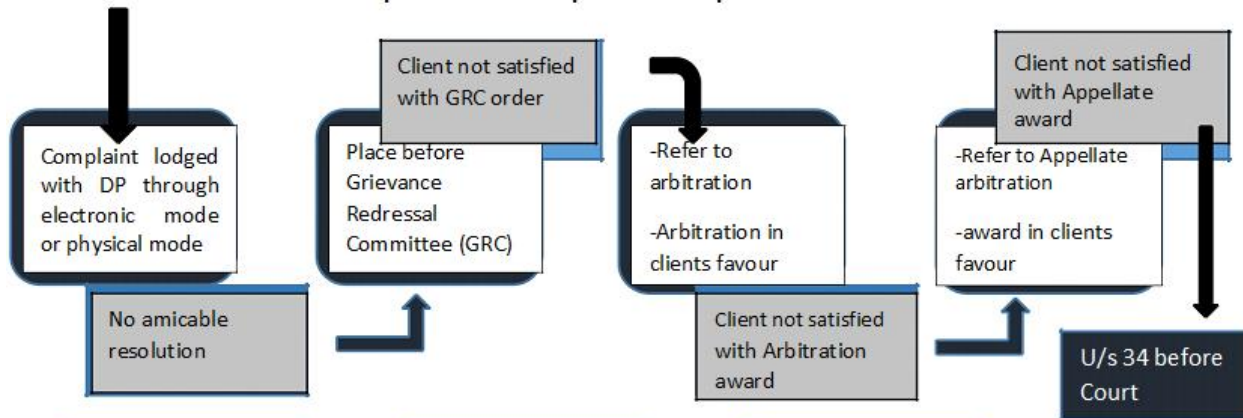 Complaint lodged
with DP through
electronic mode
or physical mode
No amicable
resolution
Place before
Grievance
Redressal
Committee (GRC)
Client not satisfied
with GRC order
-Refer to
arbitration
-Arbitration in
clients favour
Client not satisfied
with Arbitration
award
-Refer to Appellate
arbitration
-award in clients
favour
Client not satisfied
with Appellate
award
U/s 34 before
Court